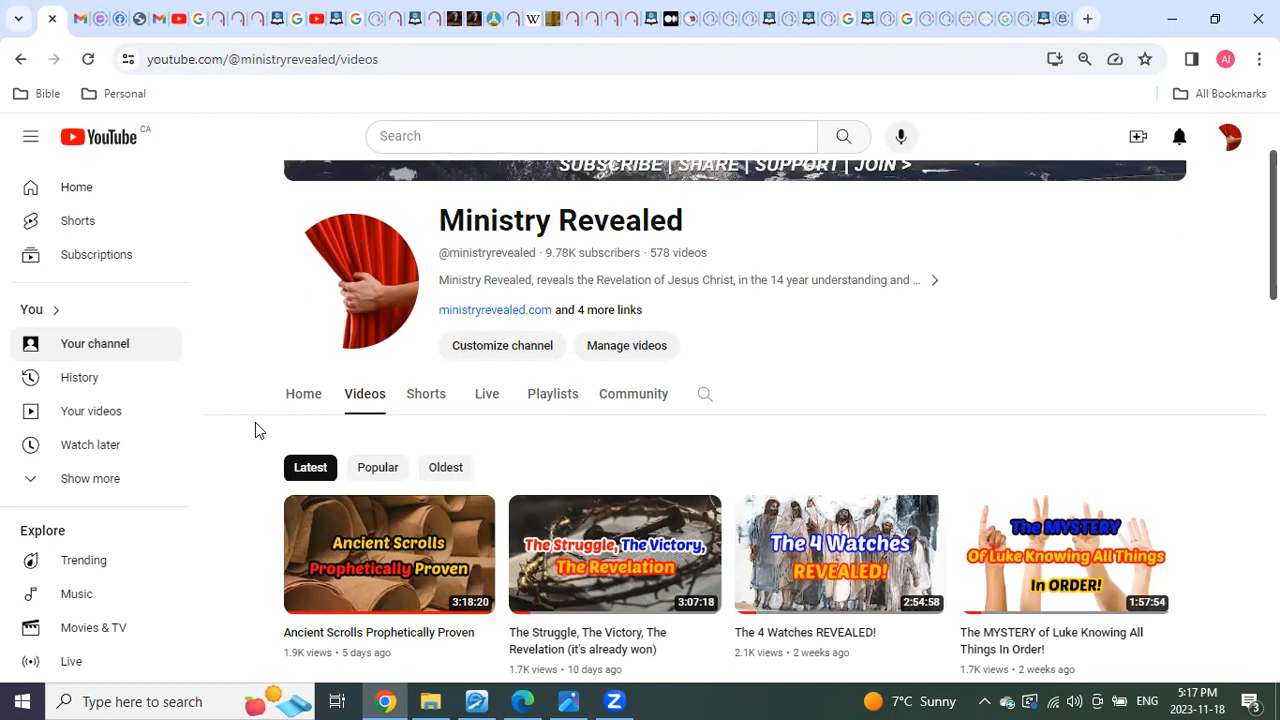 youtube.com/@ministryrevealed/videos
AI
Bible
Personal
All Bookmarks
YouTube CA
Search
Home
Shorts
Subscriptions
You
Your channel
History
Your videos
Watch later
Show more
Explore
Trending
Music
Movies & TV
Live
SUBSCRIBE | SHARE | SUPPORT | JOIN >
Ministry Revealed
@ministryrevealed · 9.78K subscribers · 578 videos
Ministry Revealed, reveals the Revelation of Jesus Christ, in the 14 year understanding and ...
ministryrevealed.com and 4 more links
Customize channel
Manage videos
Home
Videos
Shorts
Live
Playlists
Community
Latest
Popular
Oldest
Ancient Scrolls
Prophetically Proven
3:18:20
Ancient Scrolls Prophetically Proven
1.9K views · 5 days ago
The Struggle, The Victory,
The Revelation
3:07:18
The Struggle, The Victory, The
Revelation (it's already won)
1.7K views · 10 days ago
The 4 Watches
REVEALED!
2:54:58
The 4 Watches REVEALED!
2.1K views · 2 weeks ago
The MYSTERY
Of Luke Knowing All Things
In ORDER!
1:57:54
The MYSTERY of Luke Knowing All
Things In Order!
1.7K views · 2 weeks ago
Type here to search
7°C Sunny
ENG
5:17 PM
2023-11-18
3